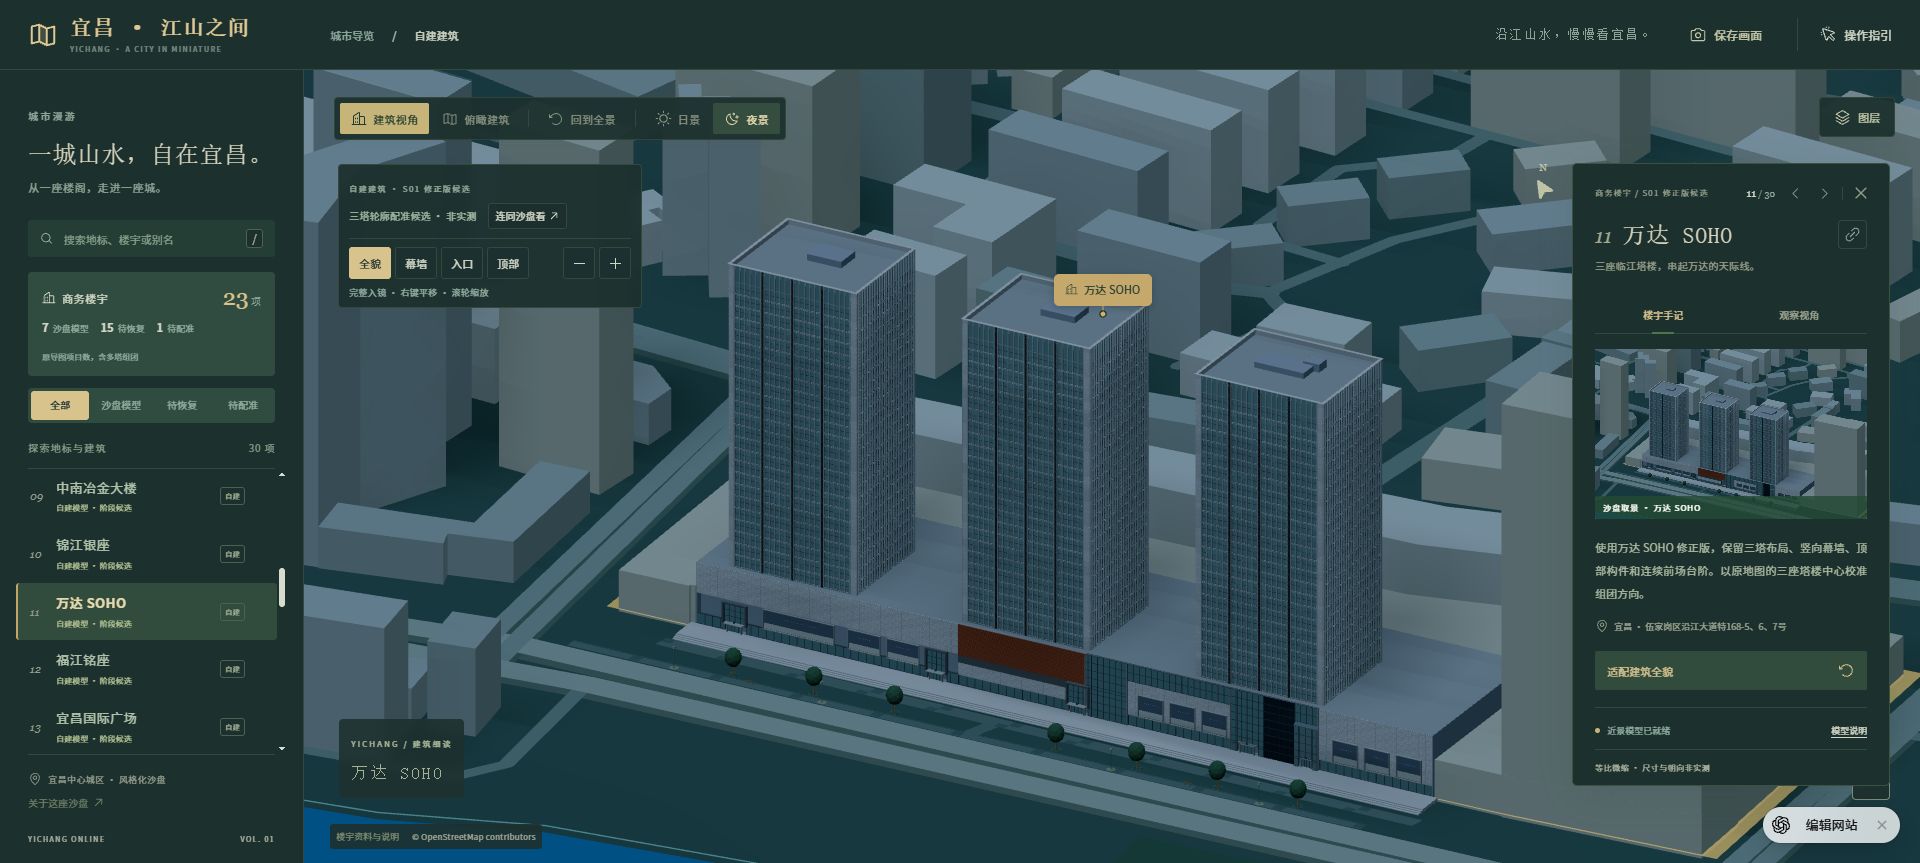 宜昌 • 江山之间
YICHANG • A CITY IN MINIATURE
城市导览 / 自建建筑
沿江山水，慢慢看宜昌。
保存画面
操作指引
城市漫游
一城山水，自在宜昌。
从一座楼阁，走进一座城。
搜索地标、楼宇或别名 /
商务楼宇 23 项
7 沙盘模型 15 待恢复 1 待配准
原导图项目数，含多塔组团
全部 沙盘模型 待恢复 待配准
探索地标与建筑 30 项
09 中南冶金大楼 自建
自建模型 • 阶段候选
10 锦江银座 自建
自建模型 • 阶段候选
11 万达 SOHO 自建
自建模型 • 阶段候选
12 福江铭座 自建
自建模型 • 阶段候选
13 宜昌国际广场 自建
自建模型 • 阶段候选
宜昌中心城区 • 风格化沙盘
关于这座沙盘 ↗
YICHANG ONLINE VOL. 01
建筑视角 俯瞰建筑 回到全景 日景 夜景
自建建筑 • S01 修正版候选
三塔轮廓配准候选 • 非实测 连同沙盘看 ↗
全貌 幕墙 入口 顶部 — +
完整入镜 • 右键平移 • 滚轮缩放
万达 SOHO
N
图层
YICHANG / 建筑细读
万达 SOHO
楼宇资料与说明 © OpenStreetMap contributors
商务楼宇 / S01 修正版候选 11 / 30
11 万达 SOHO
三座临江塔楼，串起万达的天际线。
楼宇手记 观察视角
沙盘取景 • 万达 SOHO
使用万达 SOHO 修正版，保留三塔布局、竖向幕墙、顶
部构件和连续前场台阶。以原地图的三座塔楼中心校准
组团方向。
宜昌 • 伍家岗区沿江大道特168-5、6、7号
适配建筑全貌
近景模型已就绪 模型说明
等比微缩 • 尺寸与朝向非实测
编辑网站